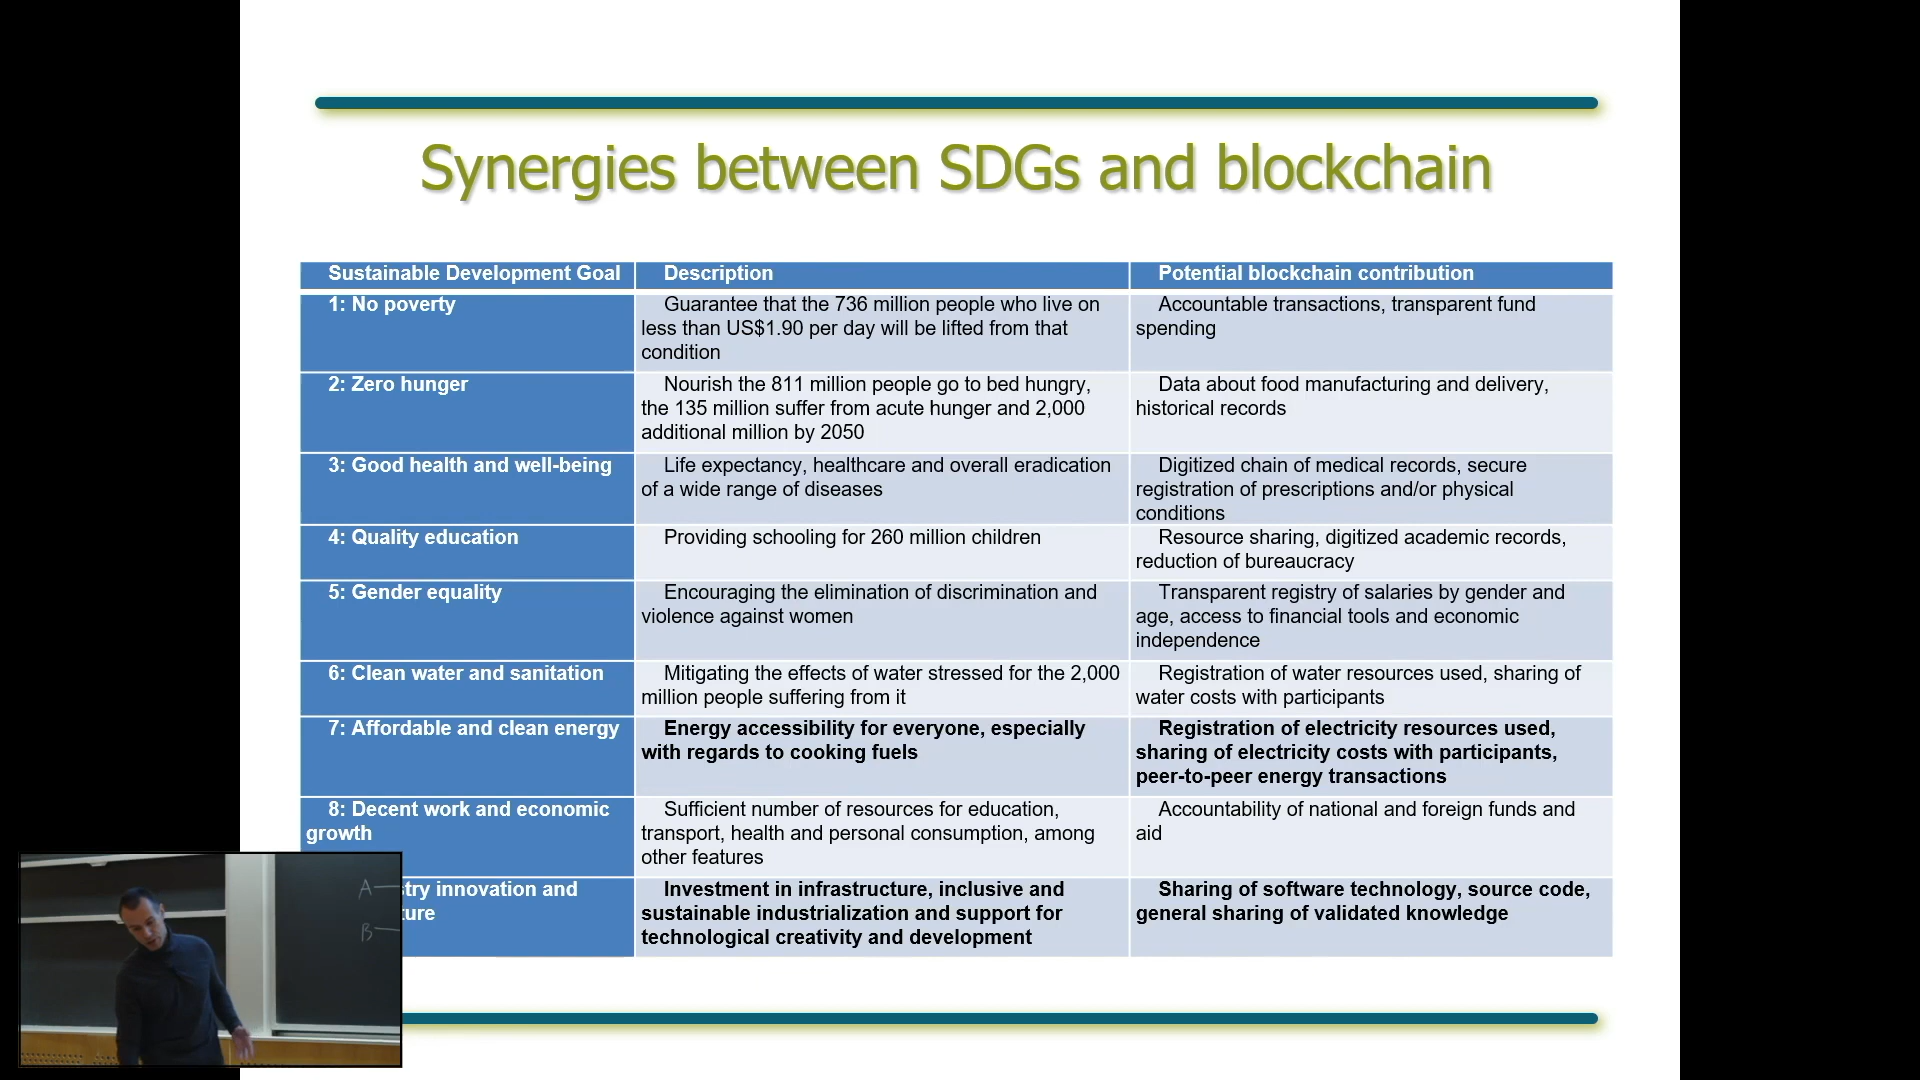 Synergies between SDGs and blockchain
Sustainable Development Goal
Description
Potential blockchain contribution
1: No poverty
Guarantee that the 736 million people who live on
less than US$1.90 per day will be lifted from that
condition
Accountable transactions, transparent fund
spending
2: Zero hunger
Nourish the 811 million people go to bed hungry,
the 135 million suffer from acute hunger and 2,000
additional million by 2050
Data about food manufacturing and delivery,
historical records
3: Good health and well-being
Life expectancy, healthcare and overall eradication
of a wide range of diseases
Digitized chain of medical records, secure
registration of prescriptions and/or physical
conditions
4: Quality education
Providing schooling for 260 million children
Resource sharing, digitized academic records,
reduction of bureaucracy
5: Gender equality
Encouraging the elimination of discrimination and
violence against women
Transparent registry of salaries by gender and
age, access to financial tools and economic
independence
6: Clean water and sanitation
Mitigating the effects of water stressed for the 2,000
million people suffering from it
Registration of water resources used, sharing of
water costs with participants
7: Affordable and clean energy
Energy accessibility for everyone, especially
with regards to cooking fuels
Registration of electricity resources used,
sharing of electricity costs with participants,
peer-to-peer energy transactions
8: Decent work and economic
growth
Sufficient number of resources for education,
transport, health and personal consumption, among
other features
Accountability of national and foreign funds and
aid
stry innovation and
ture
Investment in infrastructure, inclusive and
sustainable industrialization and support for
technological creativity and development
Sharing of software technology, source code,
general sharing of validated knowledge
A
B